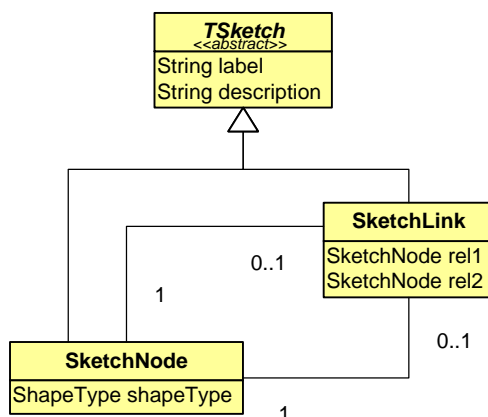 TSketch
<<abstract>>
String label
String description
SketchLink
SketchNode rel1
SketchNode rel2
0..1
1
0..1
SketchNode
ShapeType shapeType
1